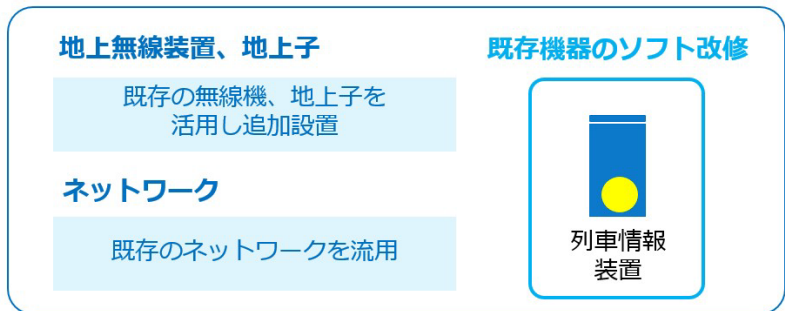 地上無線装置、地上子
既存の無線機、地上子を
活用し追加設置
ネットワーク
既存のネットワークを流用
既存機器のソフト改修
列車情報
装置